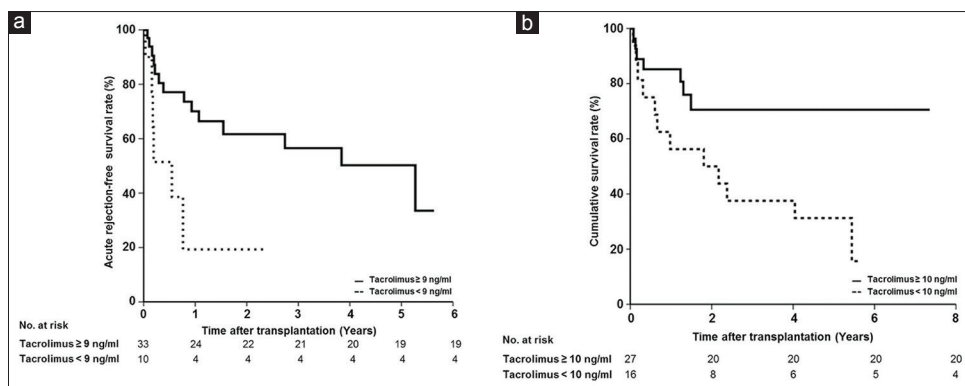 a
Acute rejection-free survival rate (%)
100
80
60
40
20
0
Tacrolimus ≥ 9 ng/ml
Tacrolimus < 9 ng/ml
0 1 2 3 4 5 6
Time after transplantation (Years)
No. at risk
Tacrolimus ≥ 9 ng/ml 33 24 22 21 20 19 19
Tacrolimus < 9 ng/ml 10 4 4 4 4 4 4
b
Cumulative survival rate (%)
100
80
60
40
20
0
Tacrolimus ≥ 10 ng/ml
Tacrolimus < 10 ng/ml
0 2 4 6 8
Time after transplantation (Years)
No. at risk
Tacrolimus ≥ 10 ng/ml 27 20 20 20 20
Tacrolimus < 10 ng/ml 16 8 6 5 4